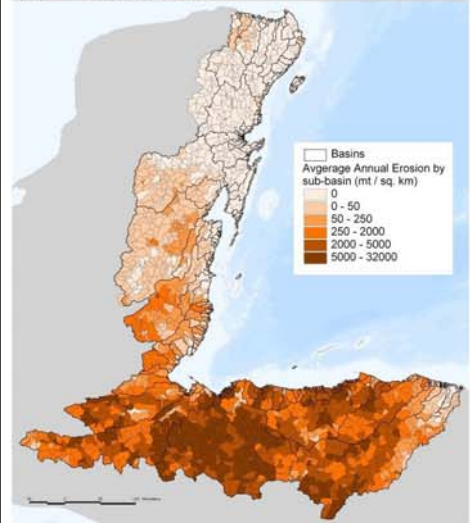 Basins
Avgerage Annual Erosion by
sub-basin (mt / sq. km)
0
0 - 50
50 - 250
250 - 2000
2000 - 5000
5000 - 32000